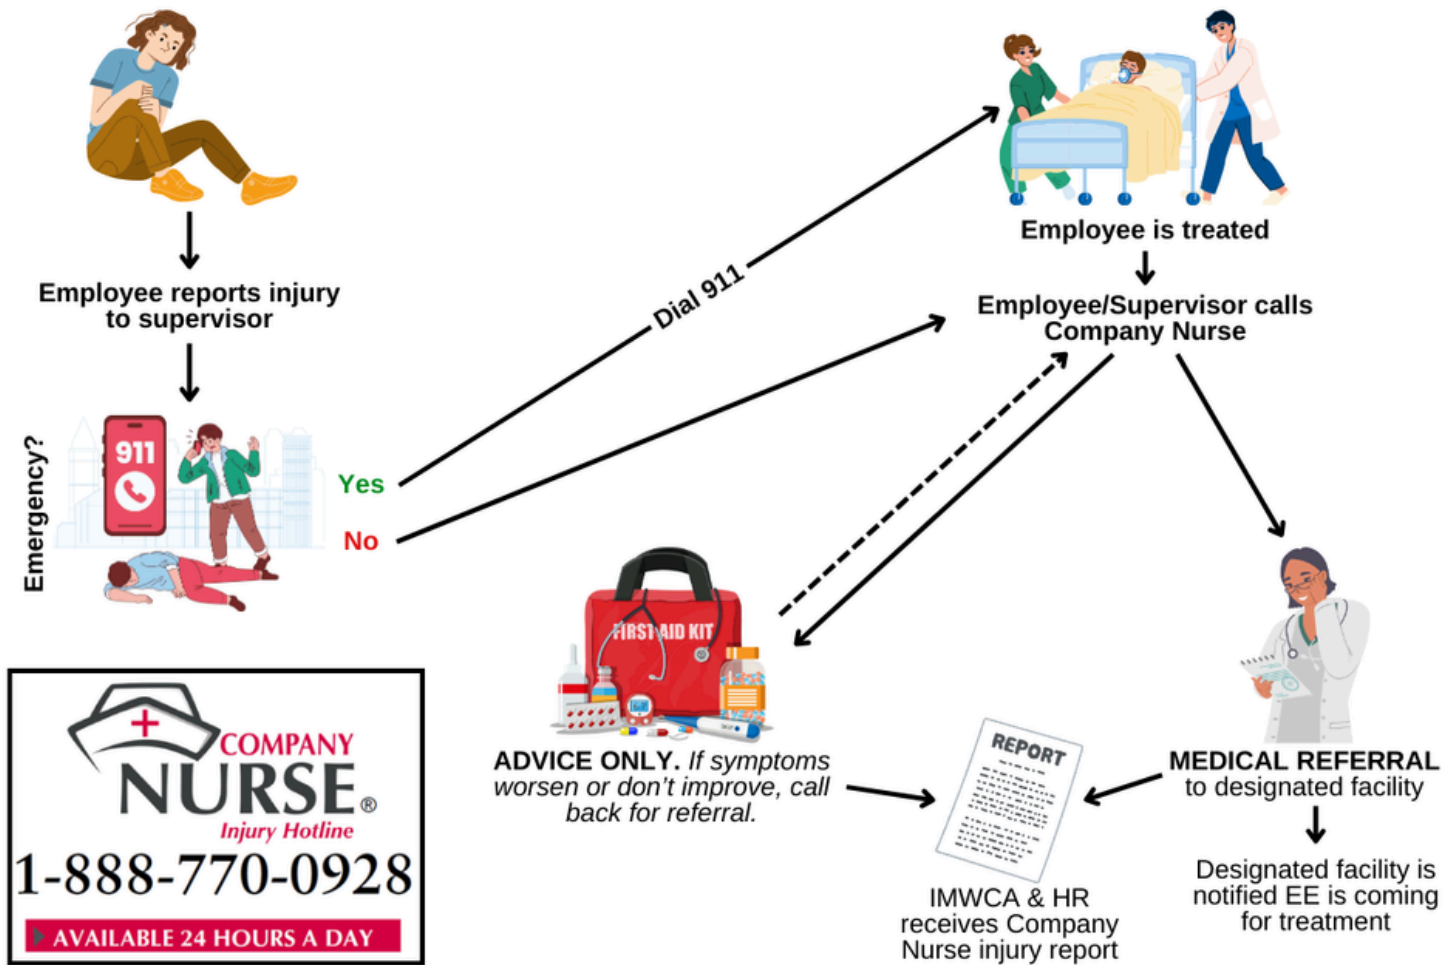 Employee reports injury
to supervisor
Emergency?
911
Yes
No
Dial 911
Employee is treated
Employee/Supervisor calls
Company Nurse
FIRST AID KIT
ADVICE ONLY. If symptoms
worsen or don't improve, call
back for referral.
REPORT
IMWCA & HR
receives Company
Nurse injury report
MEDICAL REFERRAL
to designated facility
Designated facility is
notified EE is coming
for treatment
COMPANY
NURSE®
Injury Hotline
1-888-770-0928
AVAILABLE 24 HOURS A DAY